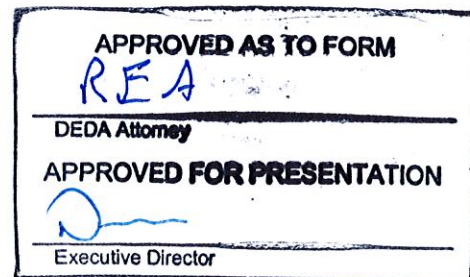 APPROVED AS TO FORM
REA
DEDA Attorney
APPROVED FOR PRESENTATION
Executive Director